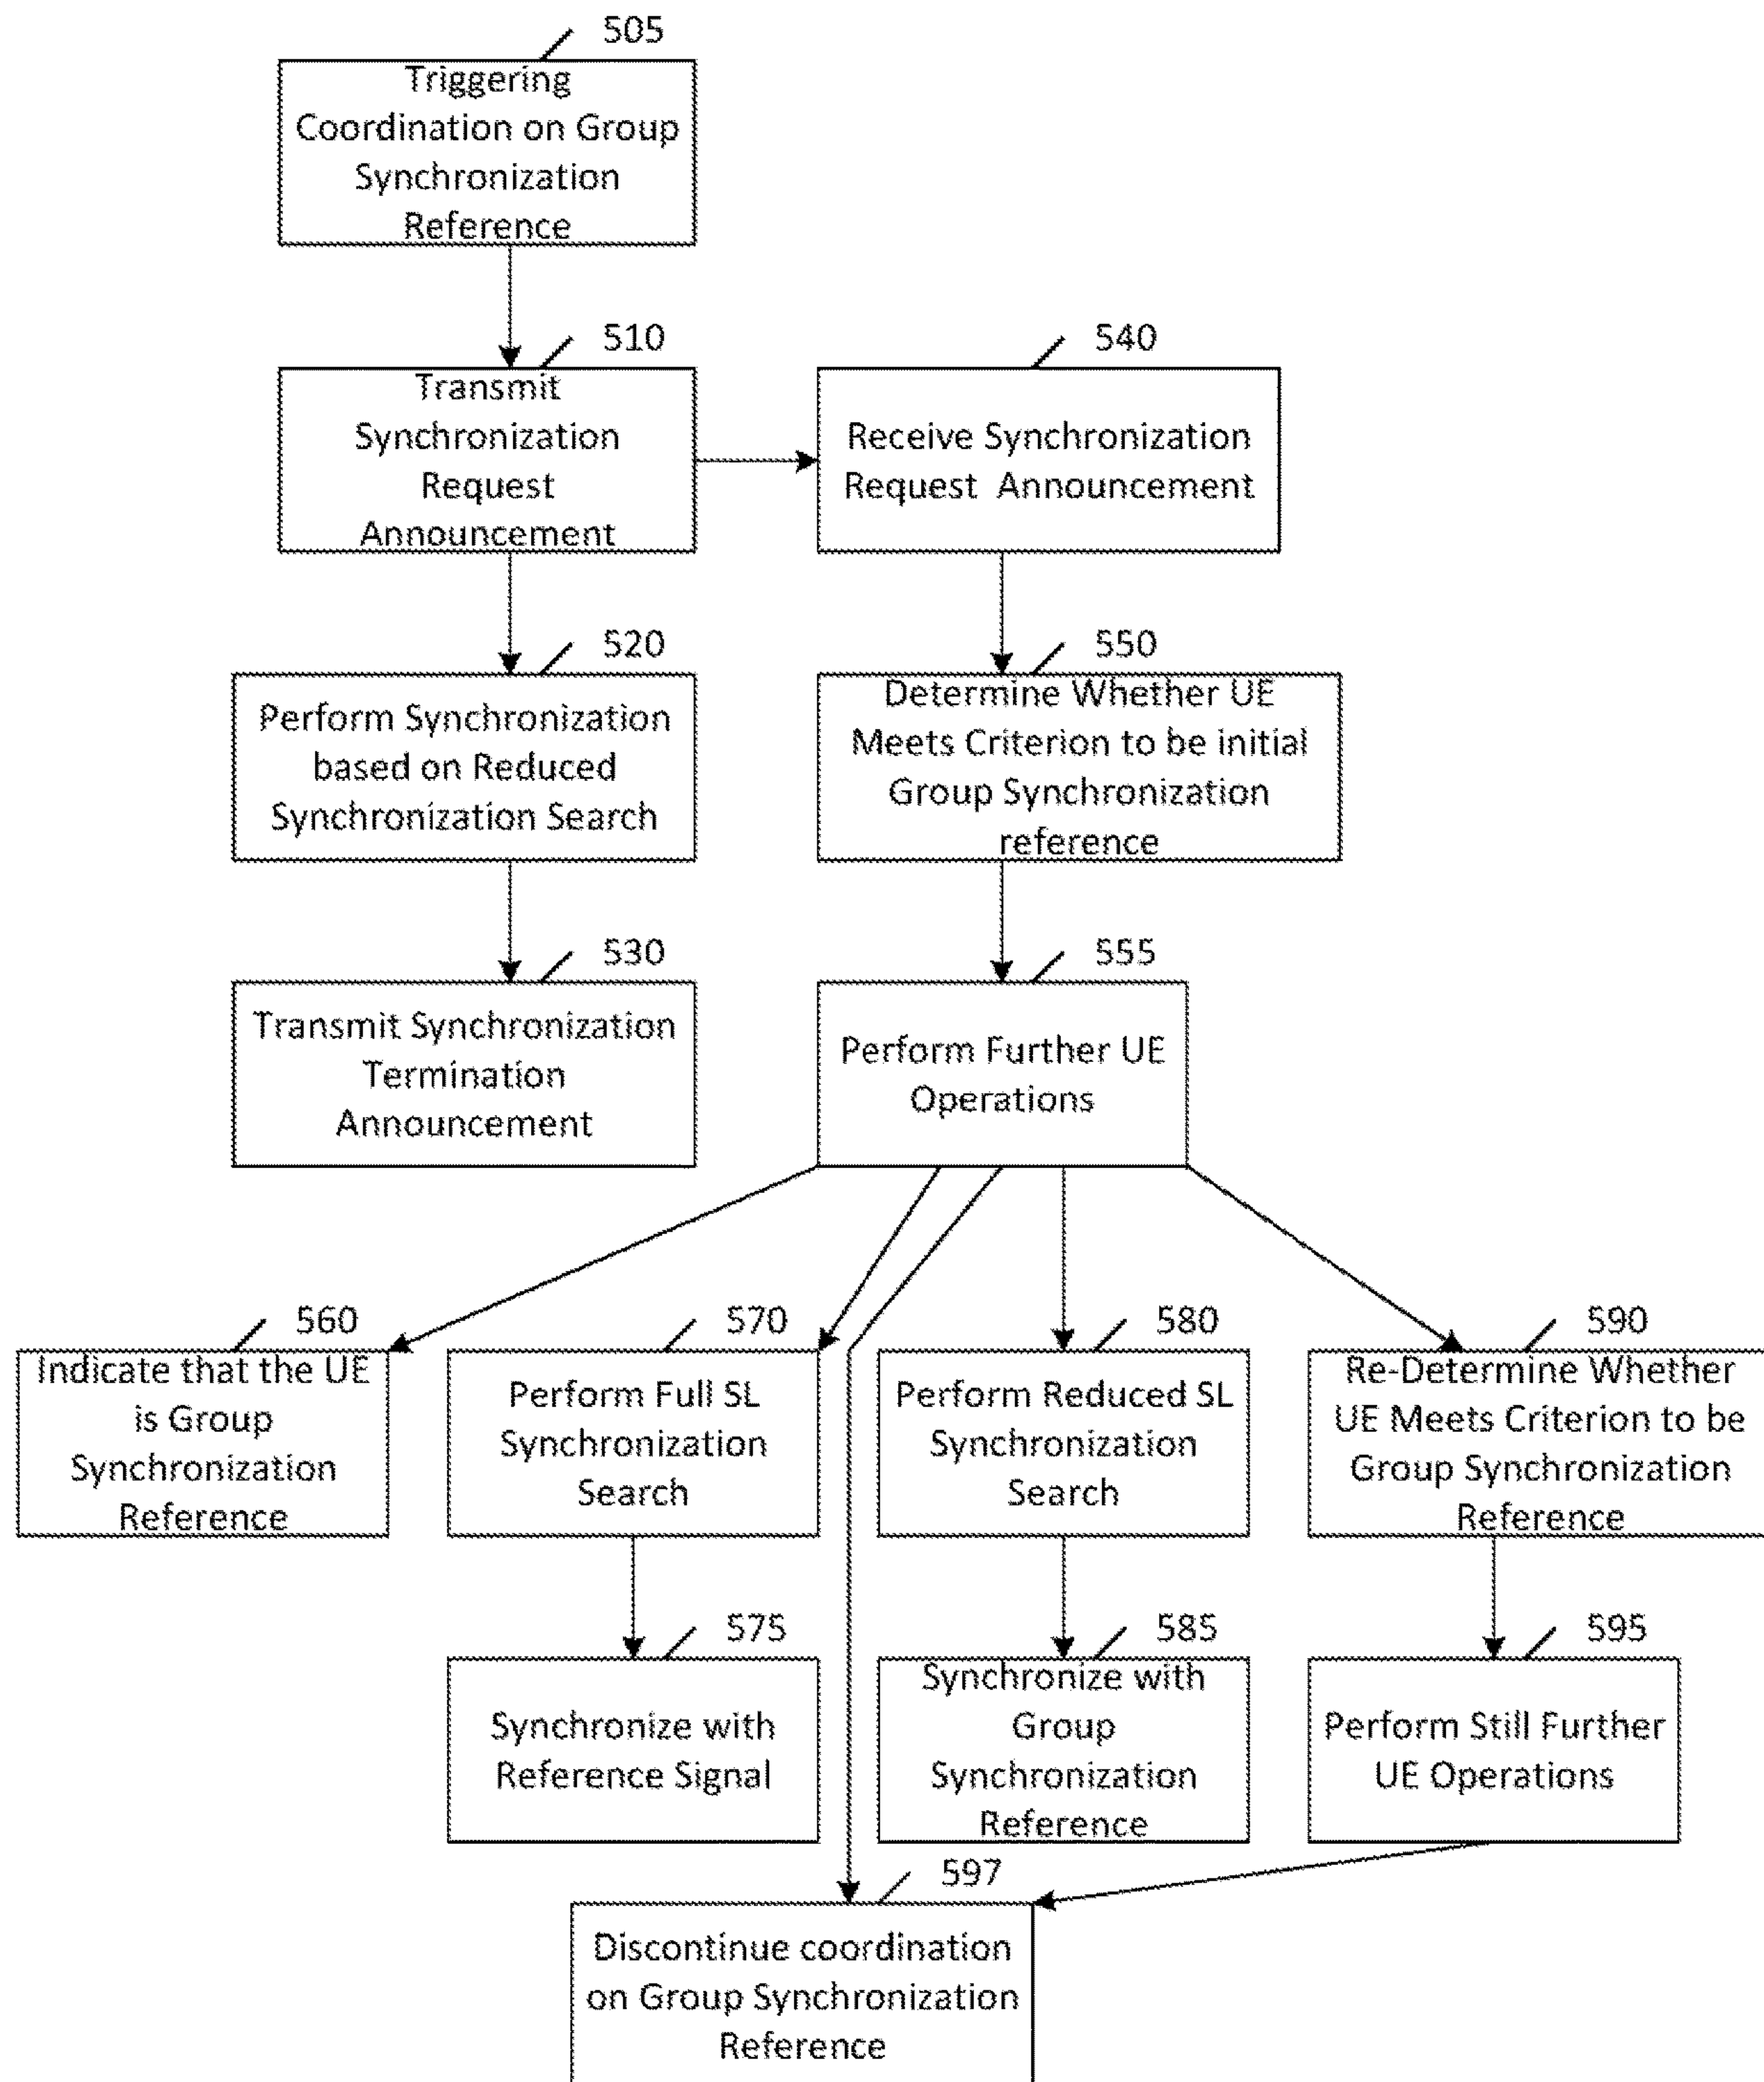 505
Triggering
Coordination on Group
Synchronization
Reference
510
Transmit
Synchronization
Request
Announcement
540
Receive Synchronization
Request Announcement
520
Perform Synchronization
based on Reduced
Synchronization Search
550
Determine Whether UE
Meets Criterion to be initial
Group Synchronization
reference
530
Transmit Synchronization
Termination
Announcement
555
Perform Further UE
Operations
560
Indicate that the UE
is Group
Synchronization
Reference
570
Perform Full SL
Synchronization
Search
580
Perform Reduced SL
Synchronization
Search
590
Re-Determine Whether
UE Meets Criterion to be
Group Synchronization
Reference
575
Synchronize with
Reference Signal
585
Synchronize with
Group
Synchronization
Reference
595
Perform Still Further
UE Operations
597
Discontinue coordination
on Group Synchronization
Reference